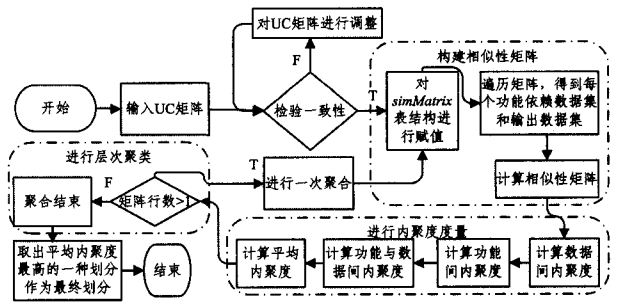 对UC矩阵进行调整
构建相似性矩阵
F
开始
输入UC矩阵
检验一致性
T
对
simMatrix
表结构进行赋值
遍历矩阵，得到每
个功能依赖数据集
和输出数据集
进行层次聚类
T
F
聚合结束
矩阵行数>1
进行一次聚合
计算相似性矩阵
进行内聚度度量
取出平均内聚度
最高的一种划分
作为最终划分
结束
计算平均
内聚度
计算功能与数
据间内聚度
计算功能
间内聚度
计算数据
间内聚度